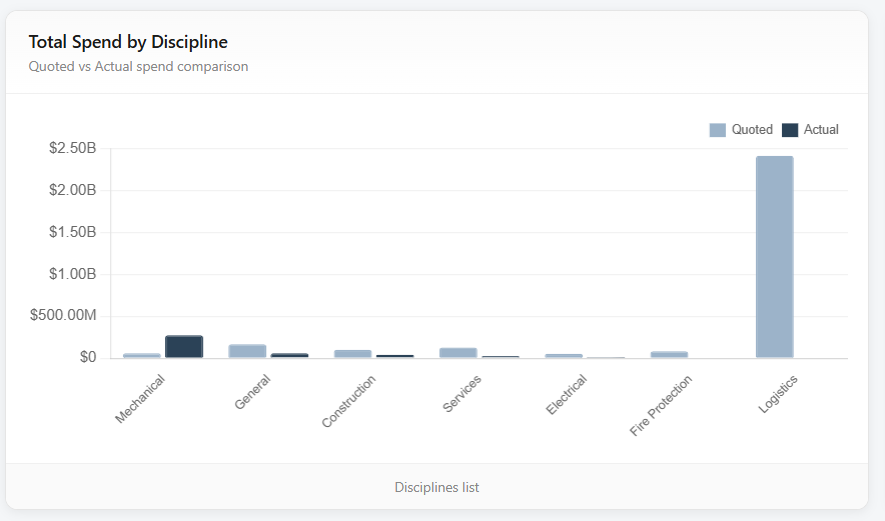 Total Spend by Discipline
Quoted vs Actual spend comparison
Quoted Actual
$2.50B
$2.00B
$1.50B
$1.00B
$500.00M
$0
Mechanical
General
Construction
Services
Electrical
Fire Protection
Logistics
Disciplines list